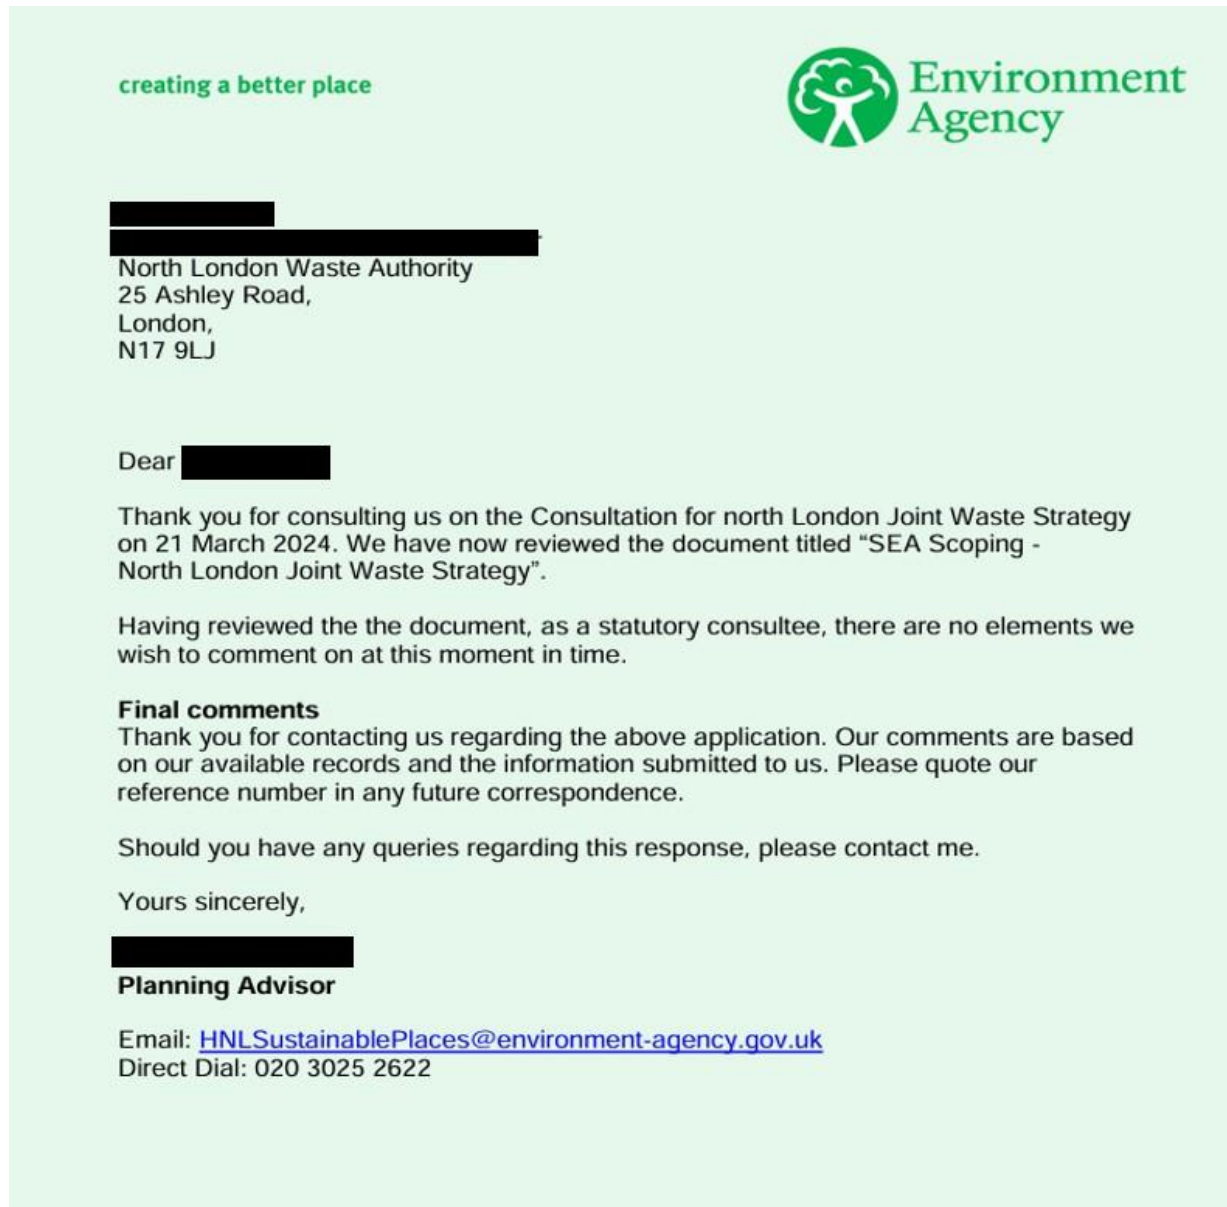 creating a better place
Environment
Agency
North London Waste Authority
25 Ashley Road,
London,
N17 9LJ
Dear
Thank you for consulting us on the Consultation for north London Joint Waste Strategy
on 21 March 2024. We have now reviewed the document titled “SEA Scoping -
North London Joint Waste Strategy”.
Having reviewed the the document, as a statutory consultee, there are no elements we
wish to comment on at this moment in time.
Final comments
Thank you for contacting us regarding the above application. Our comments are based
on our available records and the information submitted to us. Please quote our
reference number in any future correspondence.
Should you have any queries regarding this response, please contact me.
Yours sincerely,
Planning Advisor
Email: HNLSustainablePlaces@environment-agency.gov.uk
Direct Dial: 020 3025 2622